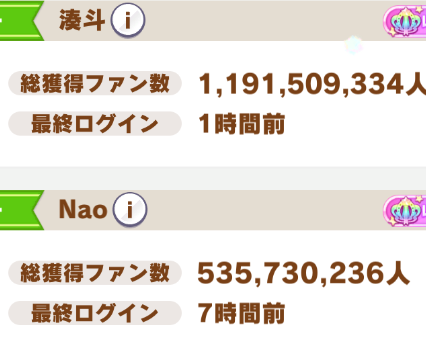 湊斗 i
総獲得ファン数 1,191,509,334人
最終ログイン 1時間前
Nao i
総獲得ファン数 535,730,236人
最終ログイン 7時間前